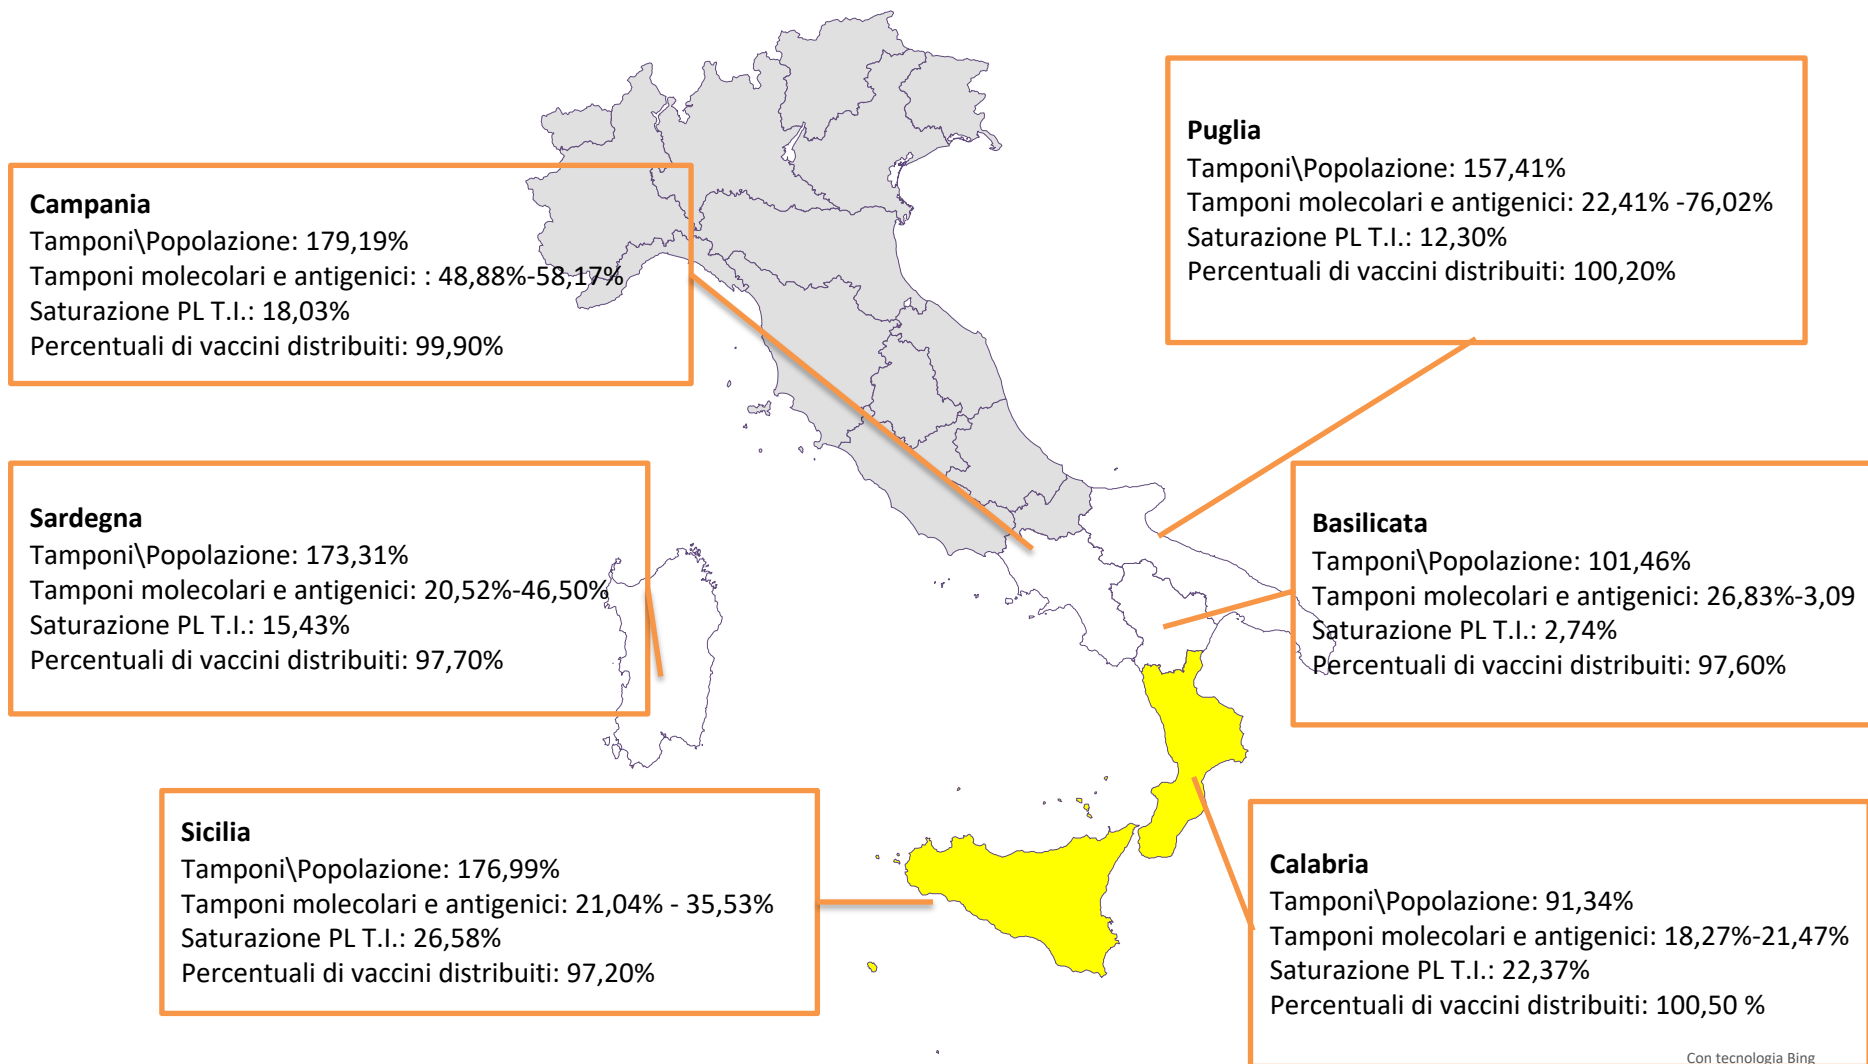 Campania
Tamponi\Popolazione: 179,19%
Tamponi molecolari e antigenici: : 48,88%-58,17%
Saturazione PL T.I.: 18,03%
Percentuali di vaccini distribuiti: 99,90%
Puglia
Tamponi\Popolazione: 157,41%
Tamponi molecolari e antigenici: 22,41% -76,02%
Saturazione PL T.I.: 12,30%
Percentuali di vaccini distribuiti: 100,20%
Sardegna
Tamponi\Popolazione: 173,31%
Tamponi molecolari e antigenici: 20,52%-46,50%
Saturazione PL T.I.: 15,43%
Percentuali di vaccini distribuiti: 97,70%
Basilicata
Tamponi\Popolazione: 101,46%
Tamponi molecolari e antigenici: 26,83%-3,09
Saturazione PL T.I.: 2,74%
Percentuali di vaccini distribuiti: 97,60%
Sicilia
Tamponi\Popolazione: 176,99%
Tamponi molecolari e antigenici: 21,04% - 35,53%
Saturazione PL T.I.: 26,58%
Percentuali di vaccini distribuiti: 97,20%
Calabria
Tamponi\Popolazione: 91,34%
Tamponi molecolari e antigenici: 18,27%-21,47%
Saturazione PL T.I.: 22,37%
Percentuali di vaccini distribuiti: 100,50 %
Con tecnologia Bing